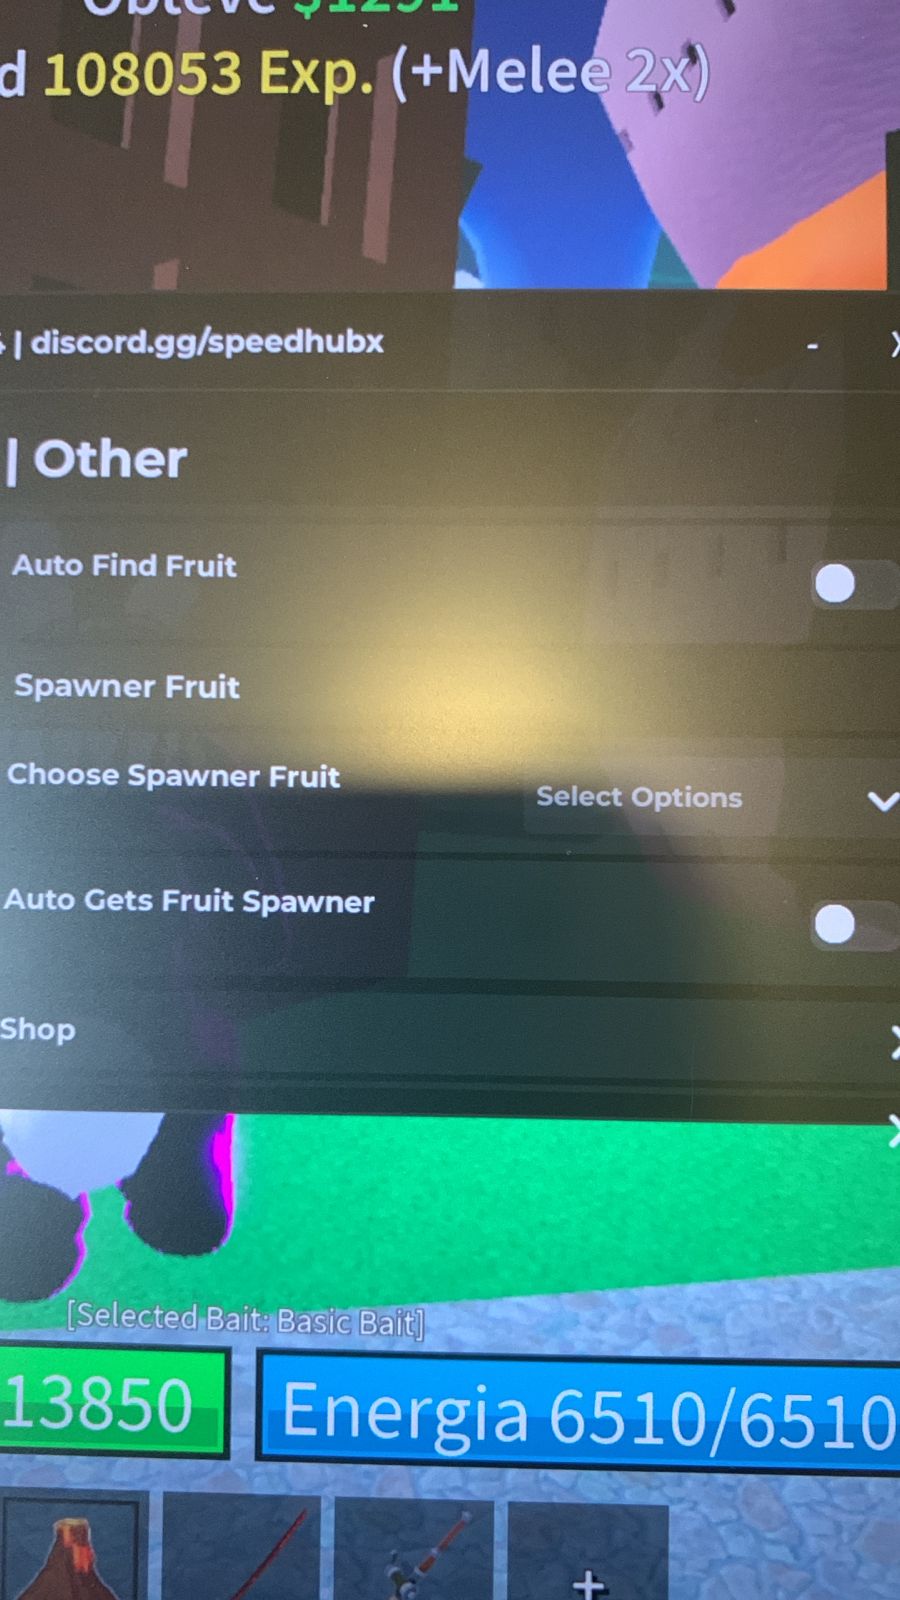 $1291
d 108053 Exp. (+Melee 2x)
| discord.gg/speedhubx - X
| Other
Auto Find Fruit
Spawner Fruit
Choose Spawner Fruit
Select Options
Auto Gets Fruit Spawner
Shop
[Selected Bait: Basic Bait]
13850
Energia 6510/6510
+